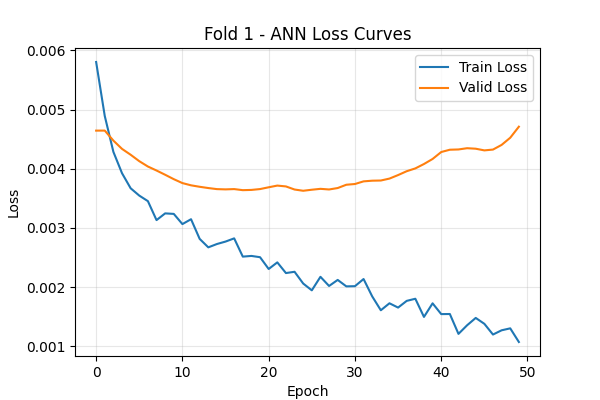 Fold 1 - ANN Loss Curves
Train Loss
Valid Loss
0.006
0.005
0.004
0.003
0.002
0.001
Loss
0 10 20 30 40 50
Epoch